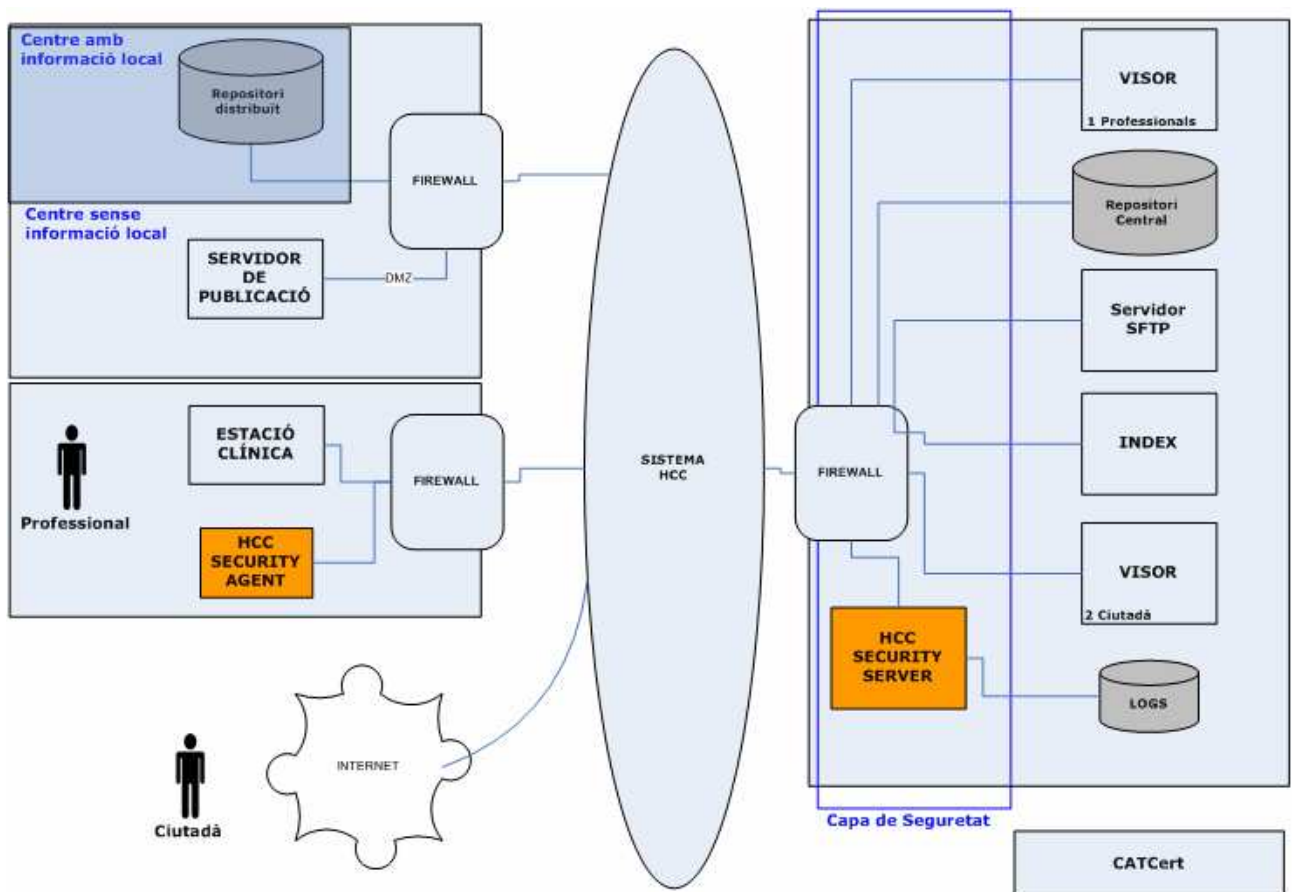 Centre amb
informació local
Repositori
distribuït
FIREWALL
Centre sense
informació local
SERVIDOR
DE
PUBLICACIÓ
DMZ
Professional
ESTACIÓ
CLÍNICA
FIREWALL
HCC
SECURITY
AGENT
Ciutadà
INTERNET
SISTEMA
HCC
FIREWALL
HCC
SECURITY
SERVER
Capa de Seguretat
VISOR
1 Professionals
Repositori
Central
Servidor
SFTP
INDEX
VISOR
2 Ciutadà
LOGS
CATCert